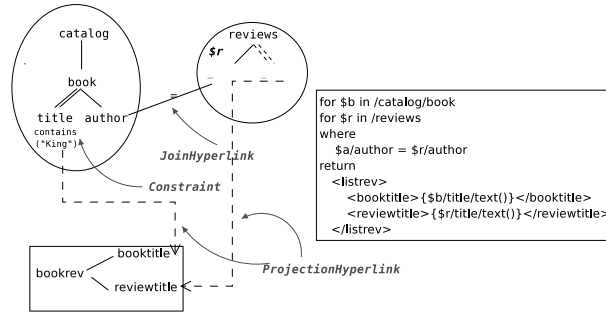 catalog
book
title author
contains
("King")
reviews
$r
=
JoinHyperlink
Constraint
ProjectionHyperlink
booktitle
bookrev
reviewtitle
for $b in /catalog/book
for $r in /reviews
where
$a/author = $r/author
return
<listrev>
<booktitle>{$b/title/text()}</booktitle>
<reviewtitle>{$r/title/text()}</reviewtitle>
</listrev>